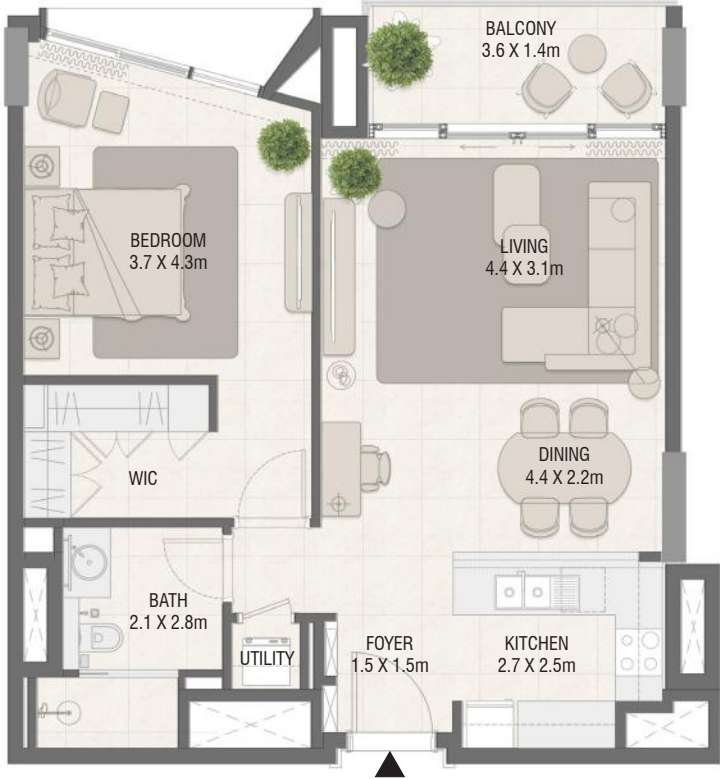 BALCONY
3.6 X 1.4m
BEDROOM
3.7 X 4.3m
LIVING
4.4 X 3.1m
DINING
4.4 X 2.2m
WIC
BATH
2.1 X 2.8m
UTILITY
FOYER
1.5 X 1.5m
KITCHEN
2.7 X 2.5m